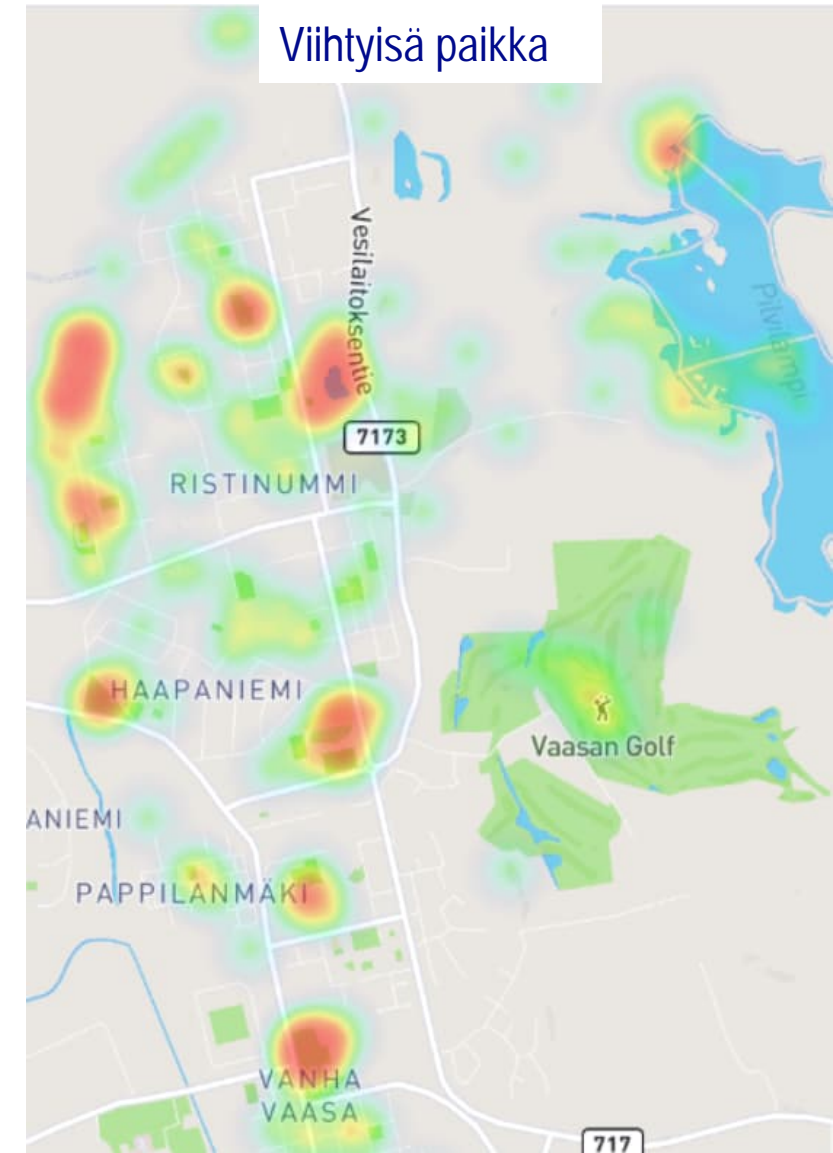 Viihtyisä paikka
Vesilaitoksentie
Pilvilampi
7173
RISTINUMMI
HAAPANIEMI
Vaasan Golf
ANIEMI
PAPPILANMÄKI
VANHA
VAASA
717